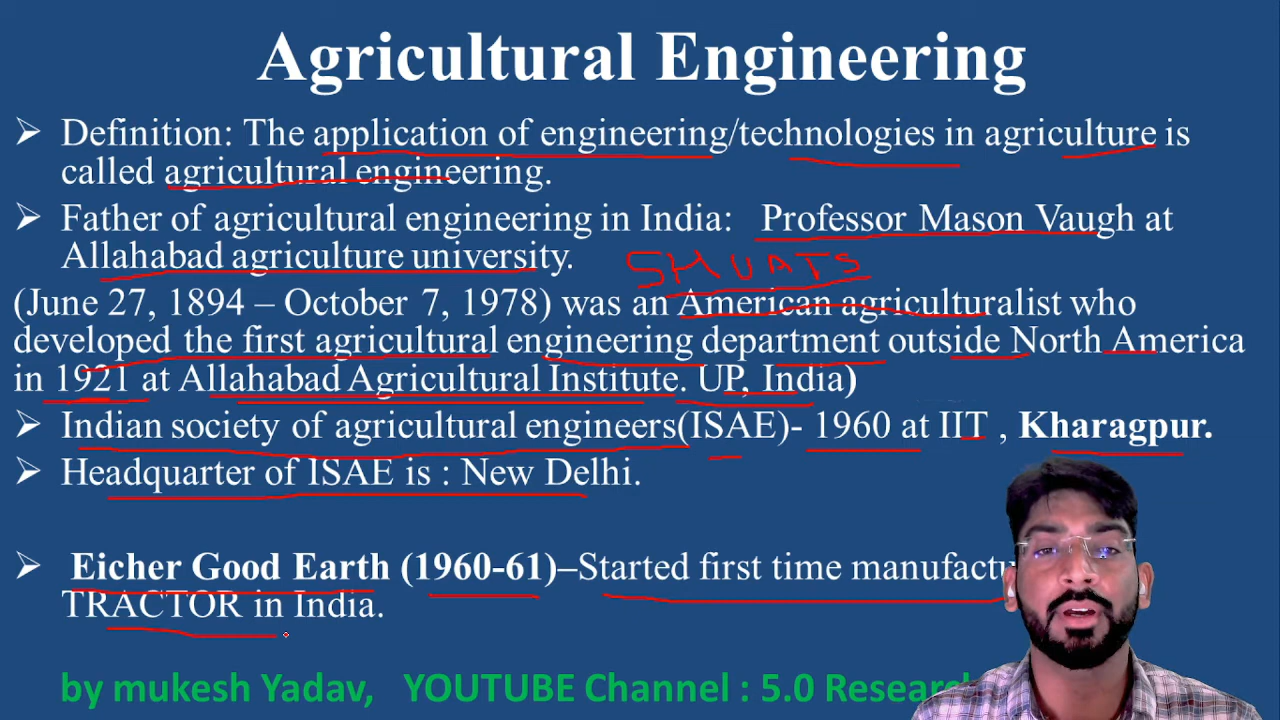 Agricultural Engineering
➢ Definition: The application of engineering/technologies in agriculture is
called agricultural engineering.
➢ Father of agricultural engineering in India: Professor Mason Vaugh at
Allahabad agriculture university.
SHUATS
(June 27, 1894 – October 7, 1978) was an American agriculturalist who
developed the first agricultural engineering department outside North America
in 1921 at Allahabad Agricultural Institute. UP, India)
➢ Indian society of agricultural engineers(ISAE)- 1960 at IIT , Kharagpur.
➢ Headquarter of ISAE is : New Delhi.
➢ Eicher Good Earth (1960-61)–Started first time
TRACTOR in India.
by mukesh Yadav, YOUTUBE Channel : 5.0